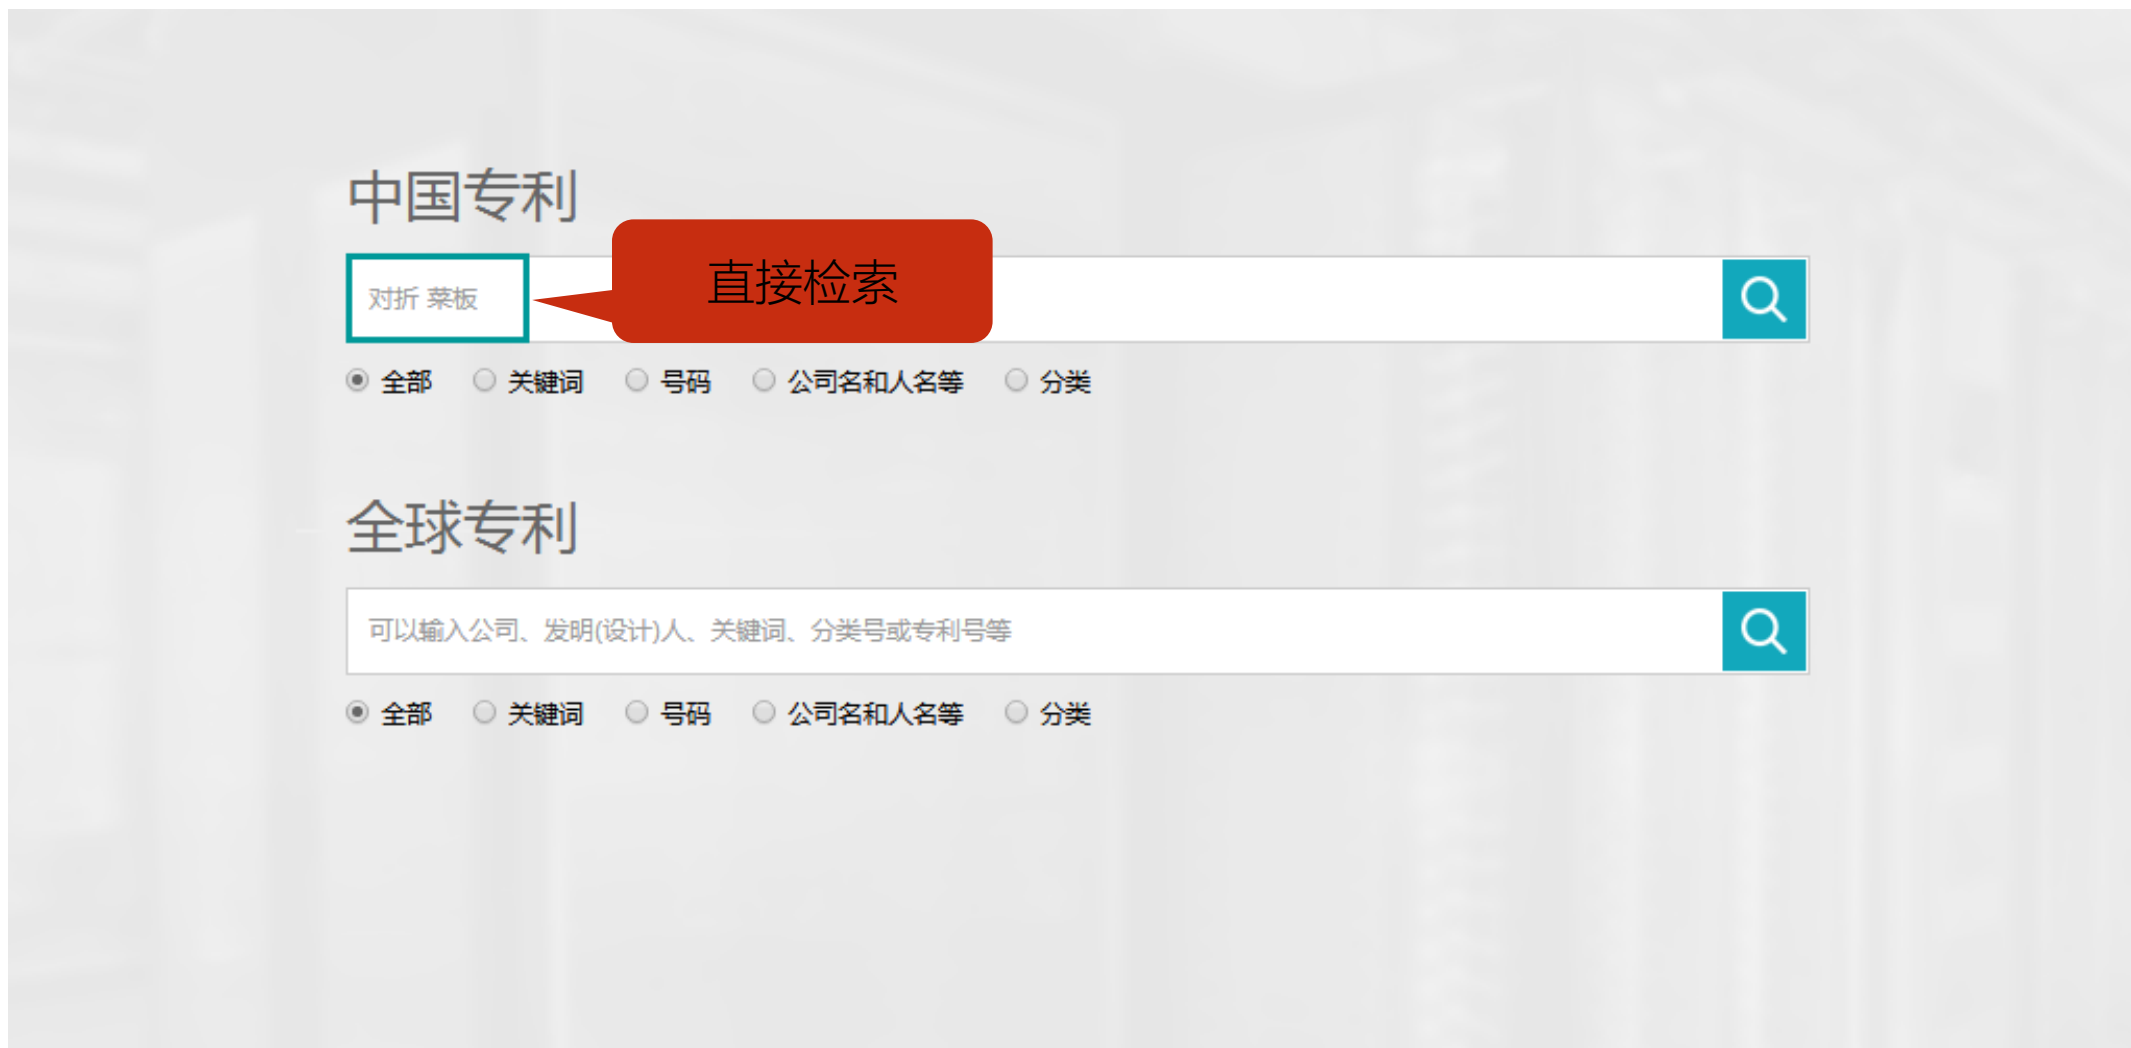 中国专利
对折 菜板
直接检索
全部 关键词 号码 公司名和人名等 分类
全球专利
可以输入公司、发明(设计)人、关键词、分类号或专利号等
全部 关键词 号码 公司名和人名等 分类